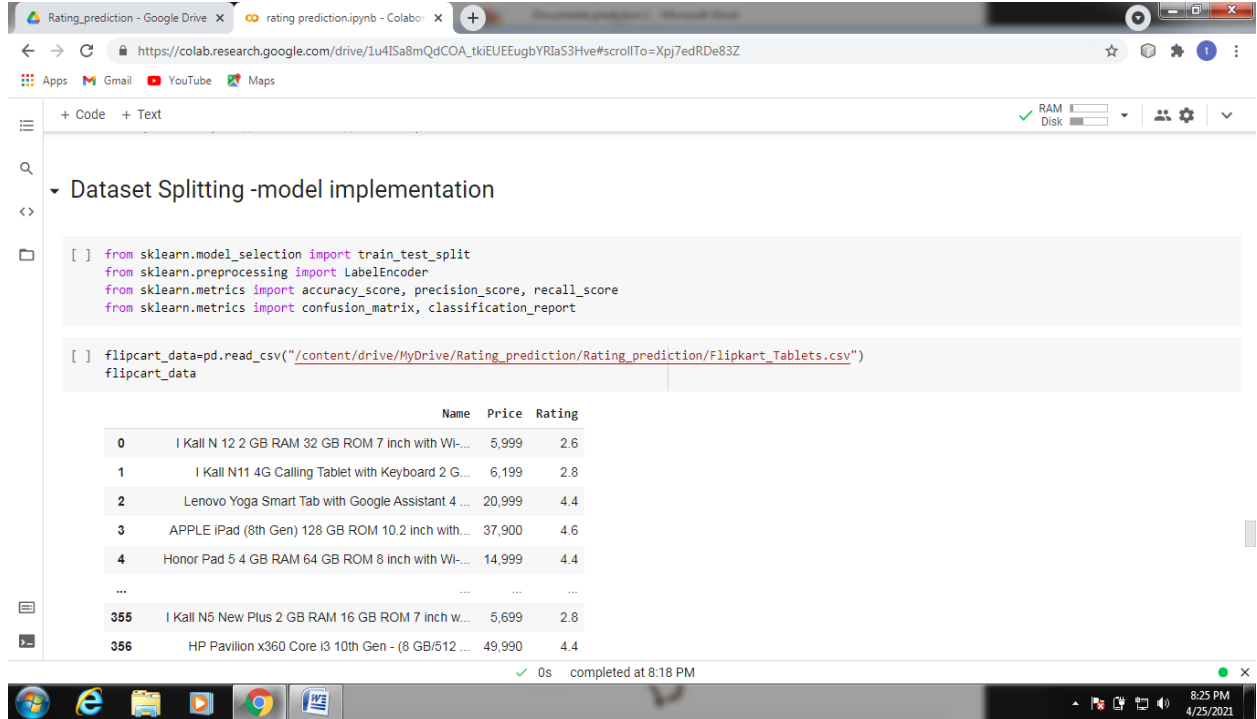 Rating_prediction - Google Drive
rating prediction.ipynb - Colabor
https://colab.research.google.com/drive/1u4ISa8mQdCOA_tkiEUEEugbYRIaS3Hve#scrollTo=Xpj7edRDe83Z
t
Apps Gmail YouTube Maps
+ Code + Text
RAM
Disk
Dataset Splitting -model implementation
[ ] from sklearn.model_selection import train_test_split
from sklearn.preprocessing import LabelEncoder
from sklearn.metrics import accuracy_score, precision_score, recall_score
from sklearn.metrics import confusion_matrix, classification_report
[ ] flipcart_data=pd.read_csv("/content/drive/MyDrive/Rating_prediction/Rating_prediction/Flipkart_Tablets.csv")
flipcart_data
Name Price Rating
0 I Kall N 12 2 GB RAM 32 GB ROM 7 inch with Wi-... 5,999 2.6
1 I Kall N11 4G Calling Tablet with Keyboard 2 G... 6,199 2.8
2 Lenovo Yoga Smart Tab with Google Assistant 4 ... 20,999 4.4
3 APPLE iPad (8th Gen) 128 GB ROM 10.2 inch with... 37,900 4.6
4 Honor Pad 5 4 GB RAM 64 GB ROM 8 inch with Wi-... 14,999 4.4
... ... ... ...
355 I Kall N5 New Plus 2 GB RAM 16 GB ROM 7 inch w... 5,699 2.8
356 HP Pavilion x360 Core i3 10th Gen - (8 GB/512 ... 49,990 4.4
0s completed at 8:18 PM
8:25 PM
4/25/2021